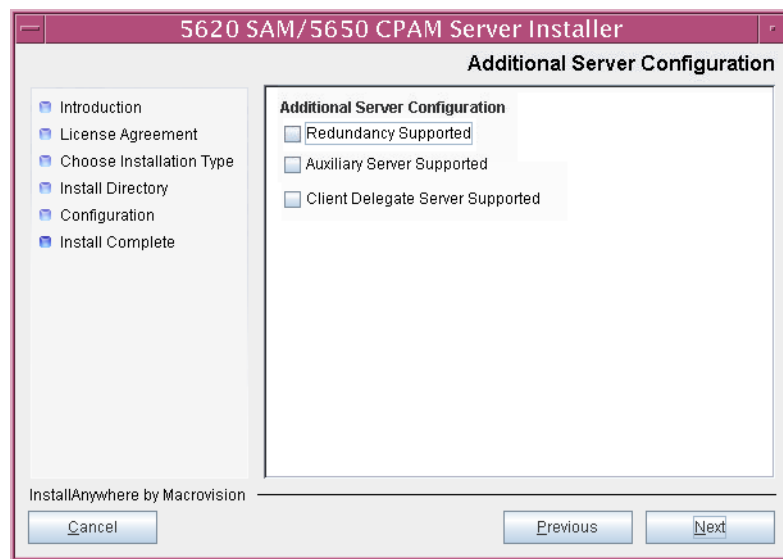 5620 SAM/5650 CPAM Server Installer
Additional Server Configuration
Introduction
License Agreement
Choose Installation Type
Install Directory
Configuration
Install Complete
Additional Server Configuration
Redundancy Supported
Auxiliary Server Supported
Client Delegate Server Supported
InstallAnywhere by Macrovision
Cancel
Previous
Next